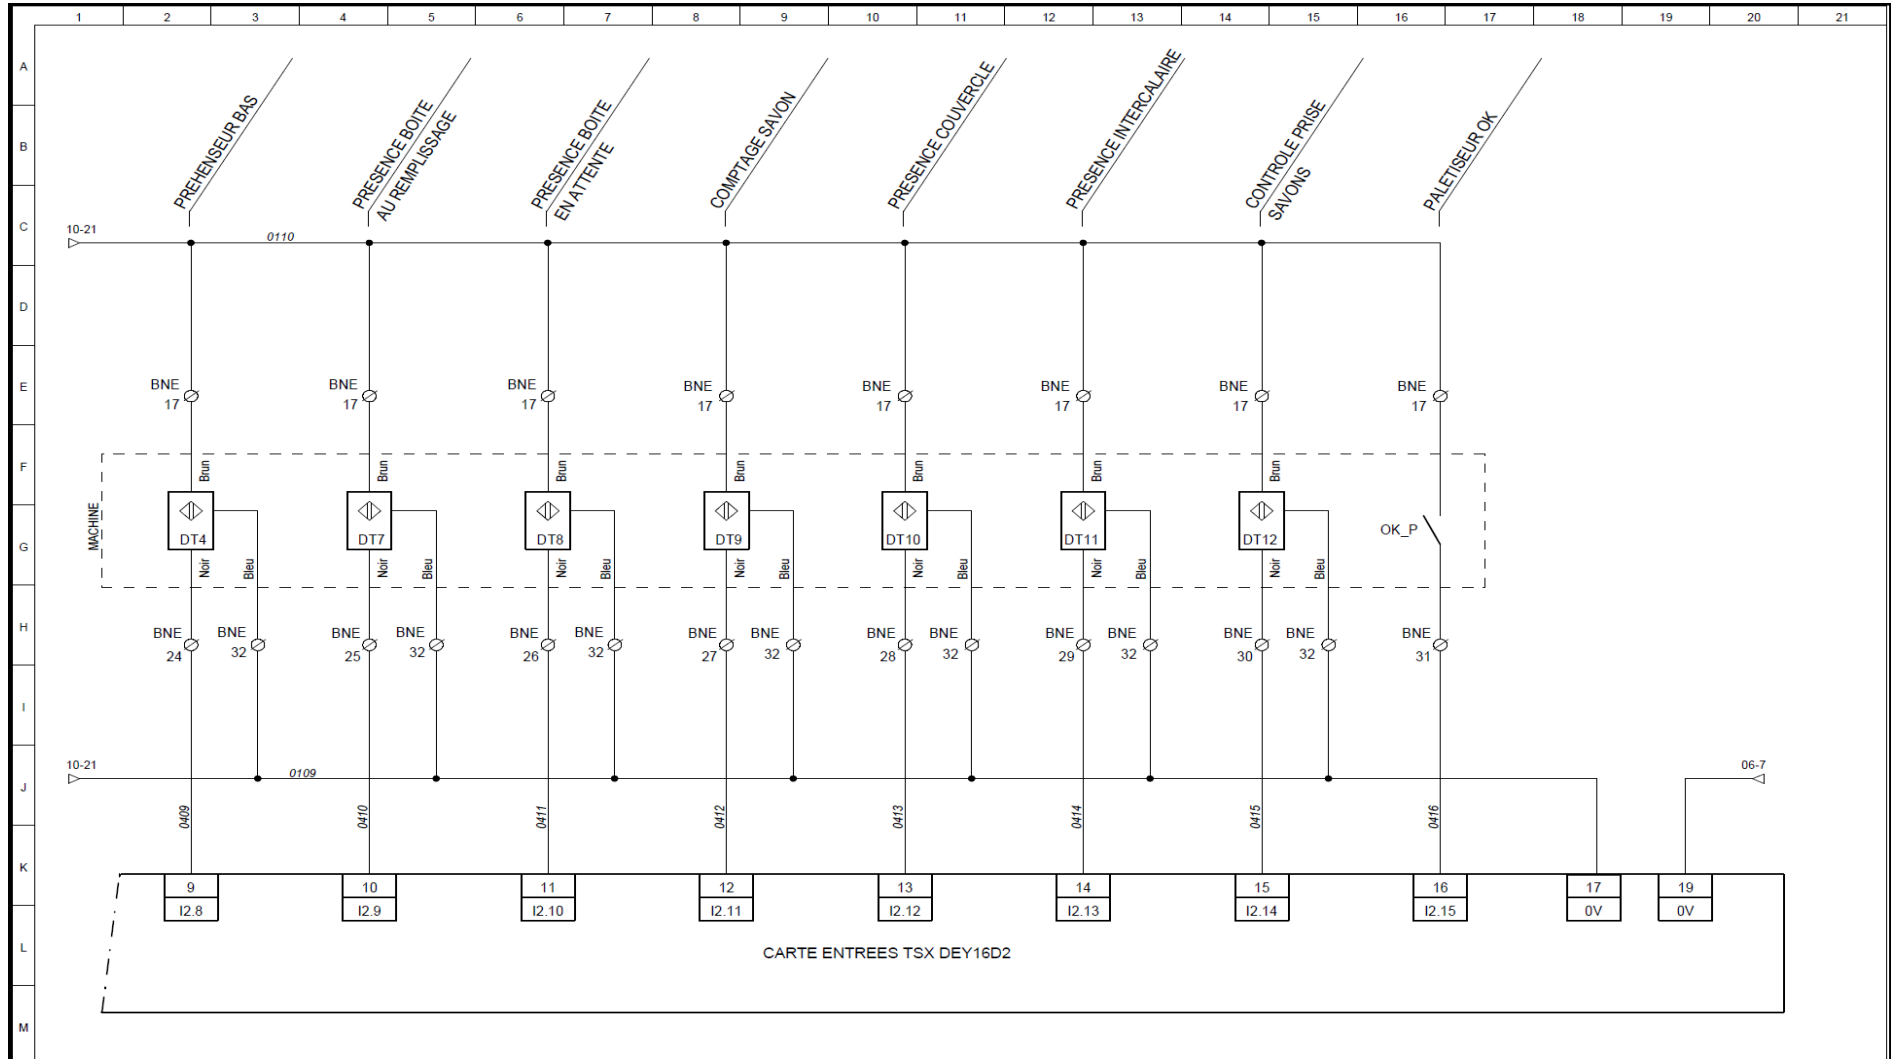 1 2 3 4 5 6 7 8 9 10 11 12 13 14 15 16 17 18 19 20 21
A
PREHENSEUR BAS
PRESENCE BOITE
AU REMPLISSAGE
PRESENCE BOITE
EN ATTENTE
COMPTAGE SAVON
PRESENCE COUVERCLE
PRESENCE INTERCALAIRE
CONTROLE PRISE
SAVONS
PALETISEUR OK
B
C
10-21
0110
D
E
BNE BNE BNE BNE BNE BNE BNE BNE
17 17 17 17 17 17 17 17
F
Brun Brun Brun Brun Brun Brun Brun
MACHINE
G
OK_P
DT4 DT7 DT8 DT9 DT10 DT11 DT12
Noir Bleu Noir Bleu Noir Bleu Noir Bleu Noir Bleu Noir Bleu Noir Bleu
H
BNE BNE BNE BNE BNE BNE BNE BNE BNE BNE BNE BNE BNE BNE BNE
24 32 25 32 26 32 27 32 28 32 29 32 30 32 31
I
10-21
0109
06-7
J
0409 0410 0411 0412 0413 0414 0415 0416
K
9 10 11 12 13 14 15 16 17 19
I2.8 I2.9 I2.10 I2.11 I2.12 I2.13 I2.14 I2.15 0V 0V
L
CARTE ENTREES TSX DEY16D2
M